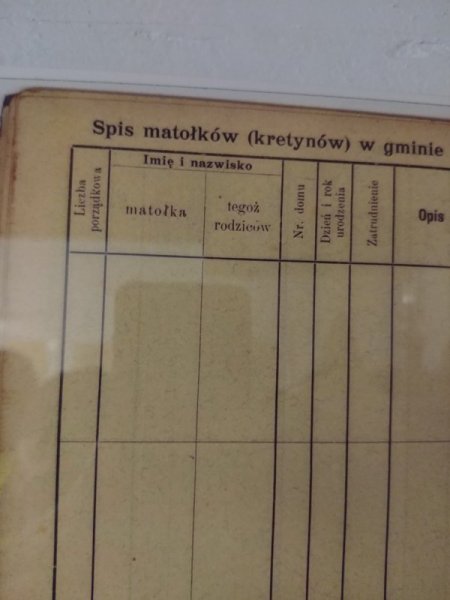 Spis matołków (kretynów) w gminie
Liczba
porządkowa
Imię i nazwisko
matołka
tegoż
rodziców
Nr. domu
Dzień i rok
urodzenia
Zatrudnienie
Opis